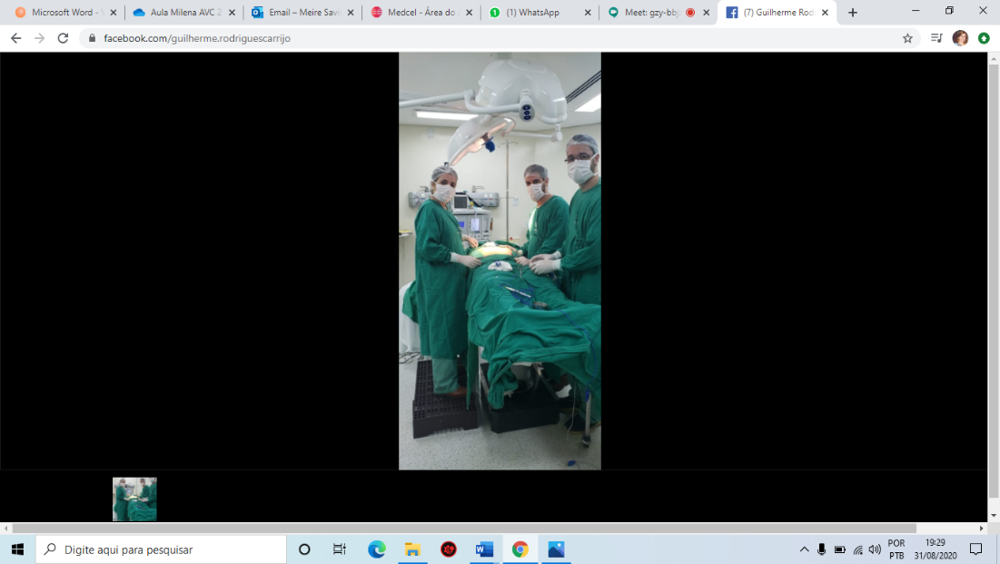 Microsoft Word - V
Aula Milena AVC 2
Email – Meire Savi
Medcel - Área do
(1) WhatsApp
Meet: gzy-bbj
(7) Guilherme Rod
facebook.com/guilherme.rodriguescarrijo
Digite aqui para pesquisar
POR
PTB
19:29
31/08/2020